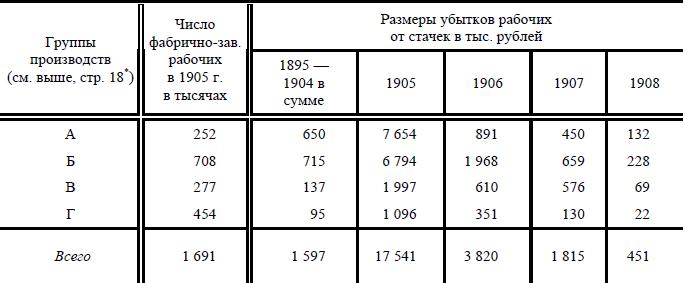 Группы
производств
(см. выше, стр. 18*)
Число
фабрично-зав.
рабочих
в 1905 г.
в тысячах
Размеры убытков рабочих
от стачек в тыс. рублей
1895 —
1904 в
сумме
1905
1906
1907
1908
А 252 650 7 654 891 450 132
Б 708 715 6 794 1 968 659 228
В 277 137 1 997 610 576 69
Г 454 95 1 096 351 130 22
Всего 1 691 1 597 17 541 3 820 1 815 451